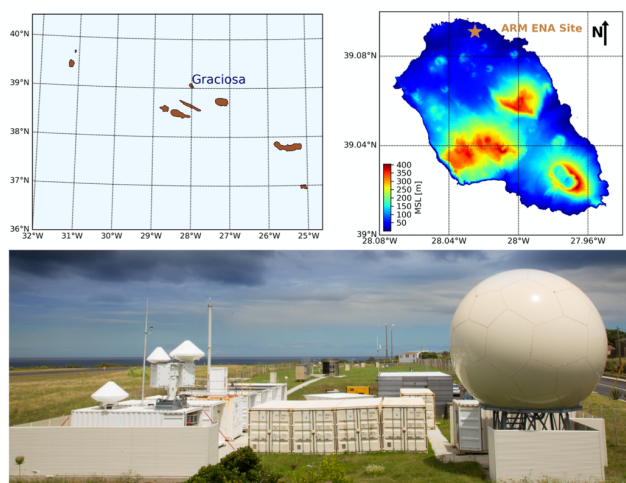 40°N
39°N
38°N
37°N
36°N
32°W
31°W
29°W
28°W
27°W
26°W
25°W
Graciosa
ARM ENA Site
N
39.08°N
39.04°N
39°N
400
350
300
250
200
150
100
50
MSL [m]
28.08°W
28.04°W
28°W
27.96°W